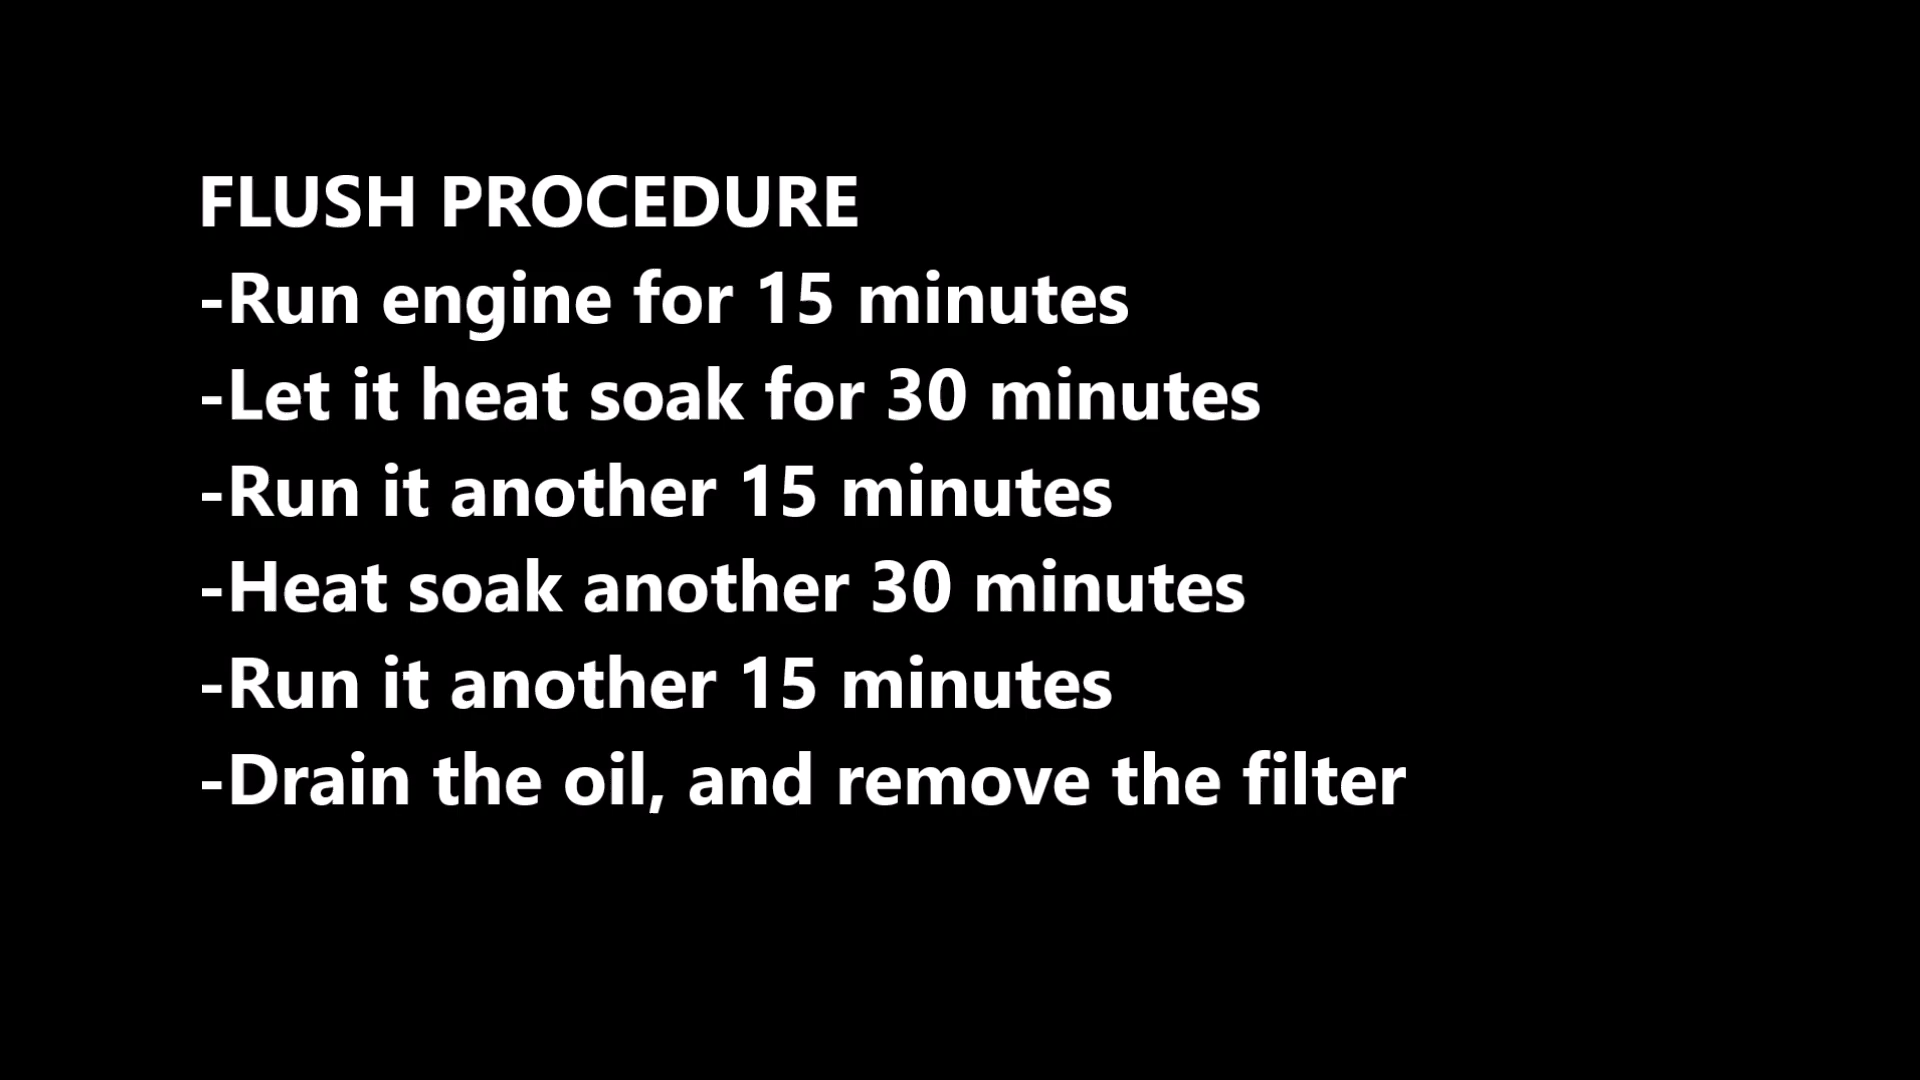 FLUSH PROCEDURE
-Run engine for 15 minutes
-Let it heat soak for 30 minutes
-Run it another 15 minutes
-Heat soak another 30 minutes
-Run it another 15 minutes
-Drain the oil, and remove the filter